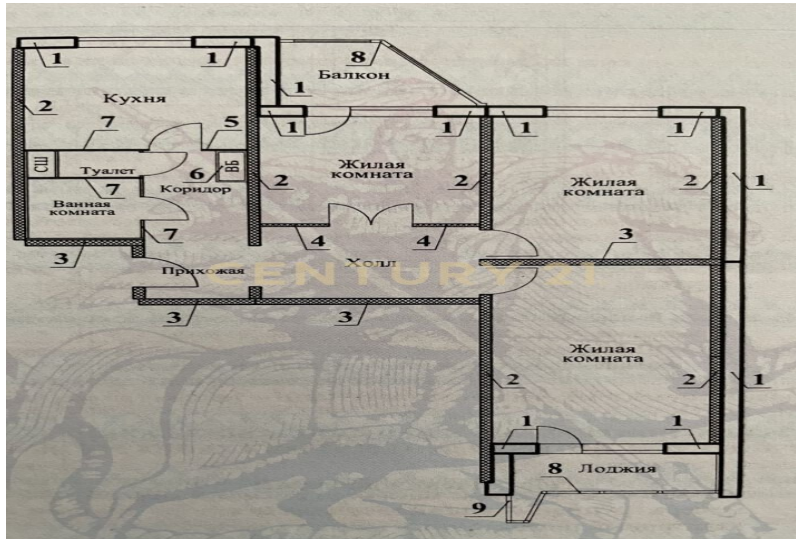 1
1
8
Балкон
1
2
Кухня
7
5
1
1
1
1
СШ
Туалет
6
ВБ
Жилая
комната
2
2
Жилая
комната
2
1
7
Коридор
Ванная
комната
7
4
4
3
3
Холл
Прихожая
CENTURY 21
3
3
Жилая
комната
2
2
1
1
1
8
Лоджия
9